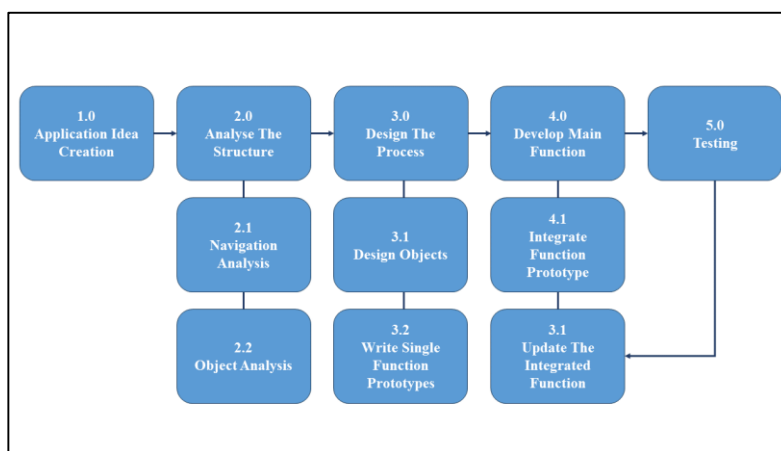 1.0
Application Idea
Creation
2.0
Analyse The
Structure
3.0
Design The
Process
4.0
Develop Main
Function
5.0
Testing
2.1
Navigation
Analysis
3.1
Design Objects
4.1
Integrate
Function
Prototype
2.2
Object Analysis
3.2
Write Single
Function
Prototypes
3.1
Update The
Integrated
Function